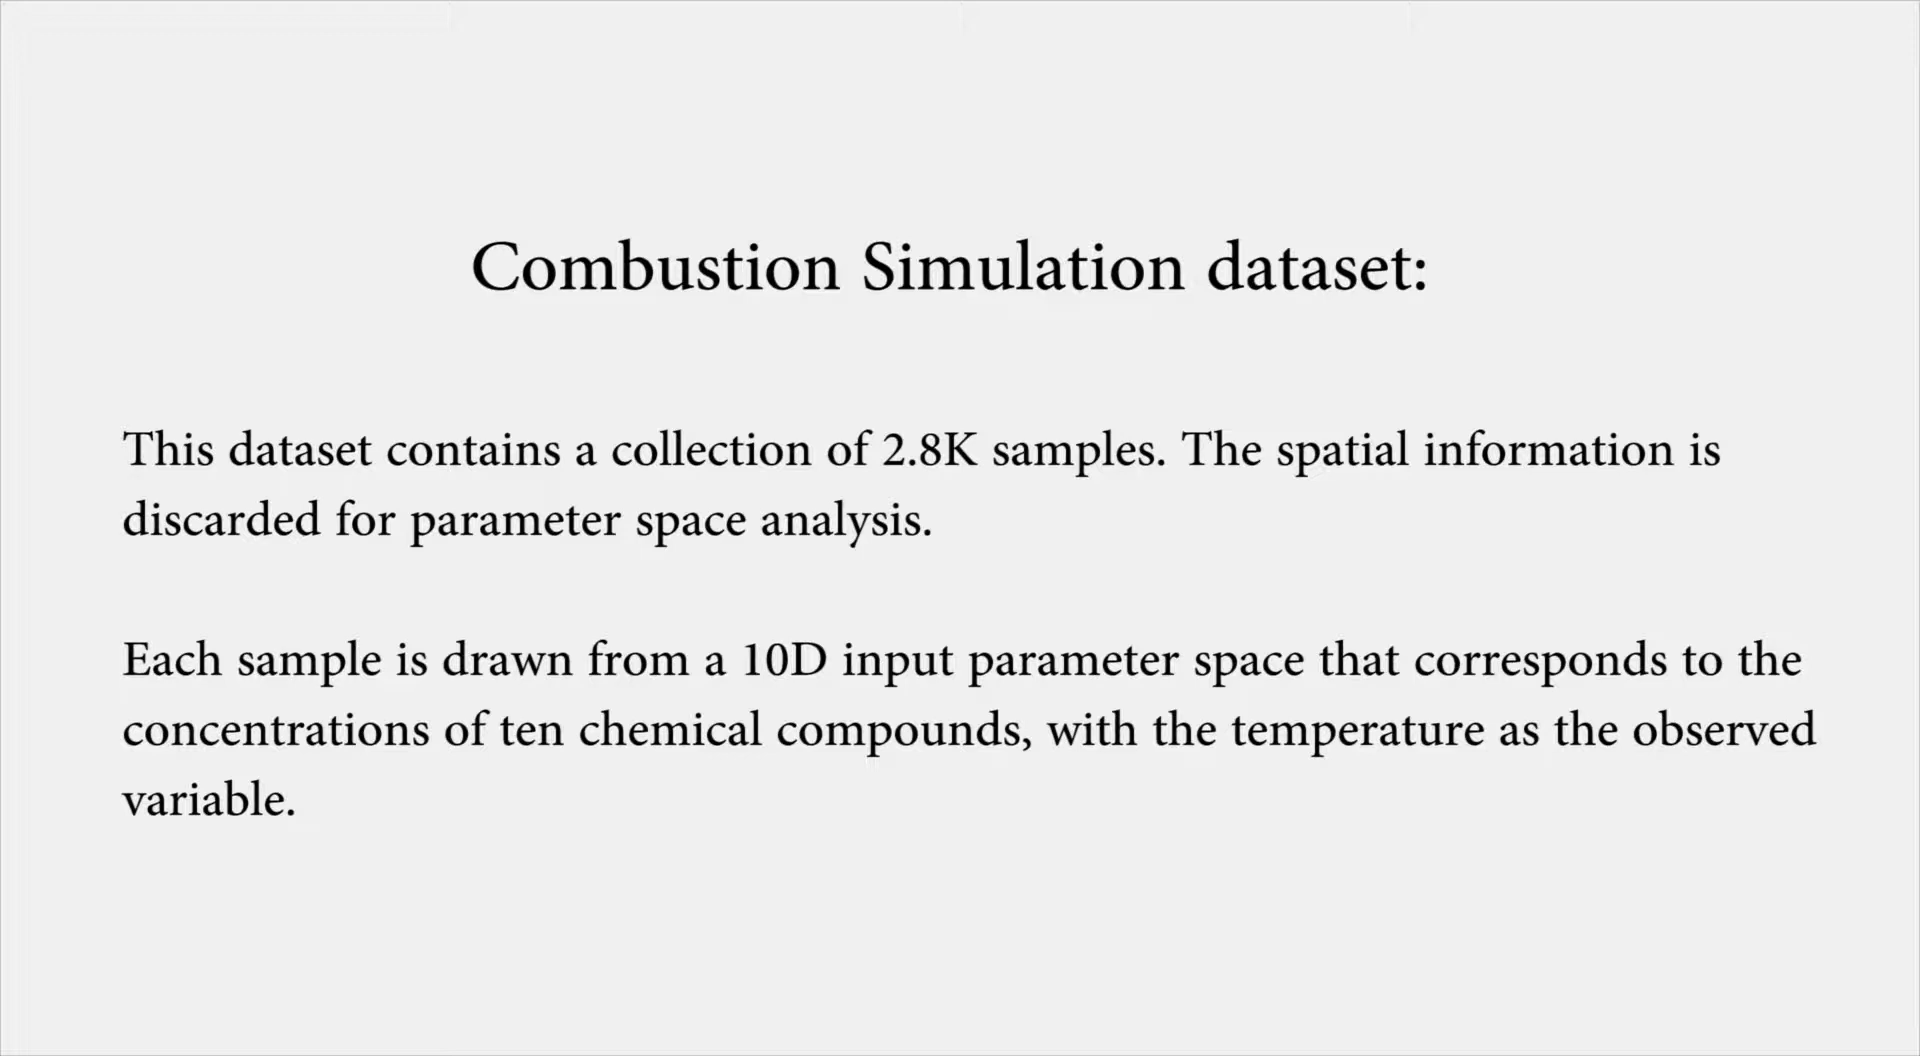 Combustion Simulation dataset:
This dataset contains a collection of 2.8K samples. The spatial information is
discarded for parameter space analysis.
Each sample is drawn from a 10D input parameter space that corresponds to the
concentrations of ten chemical compounds, with the temperature as the observed
variable.